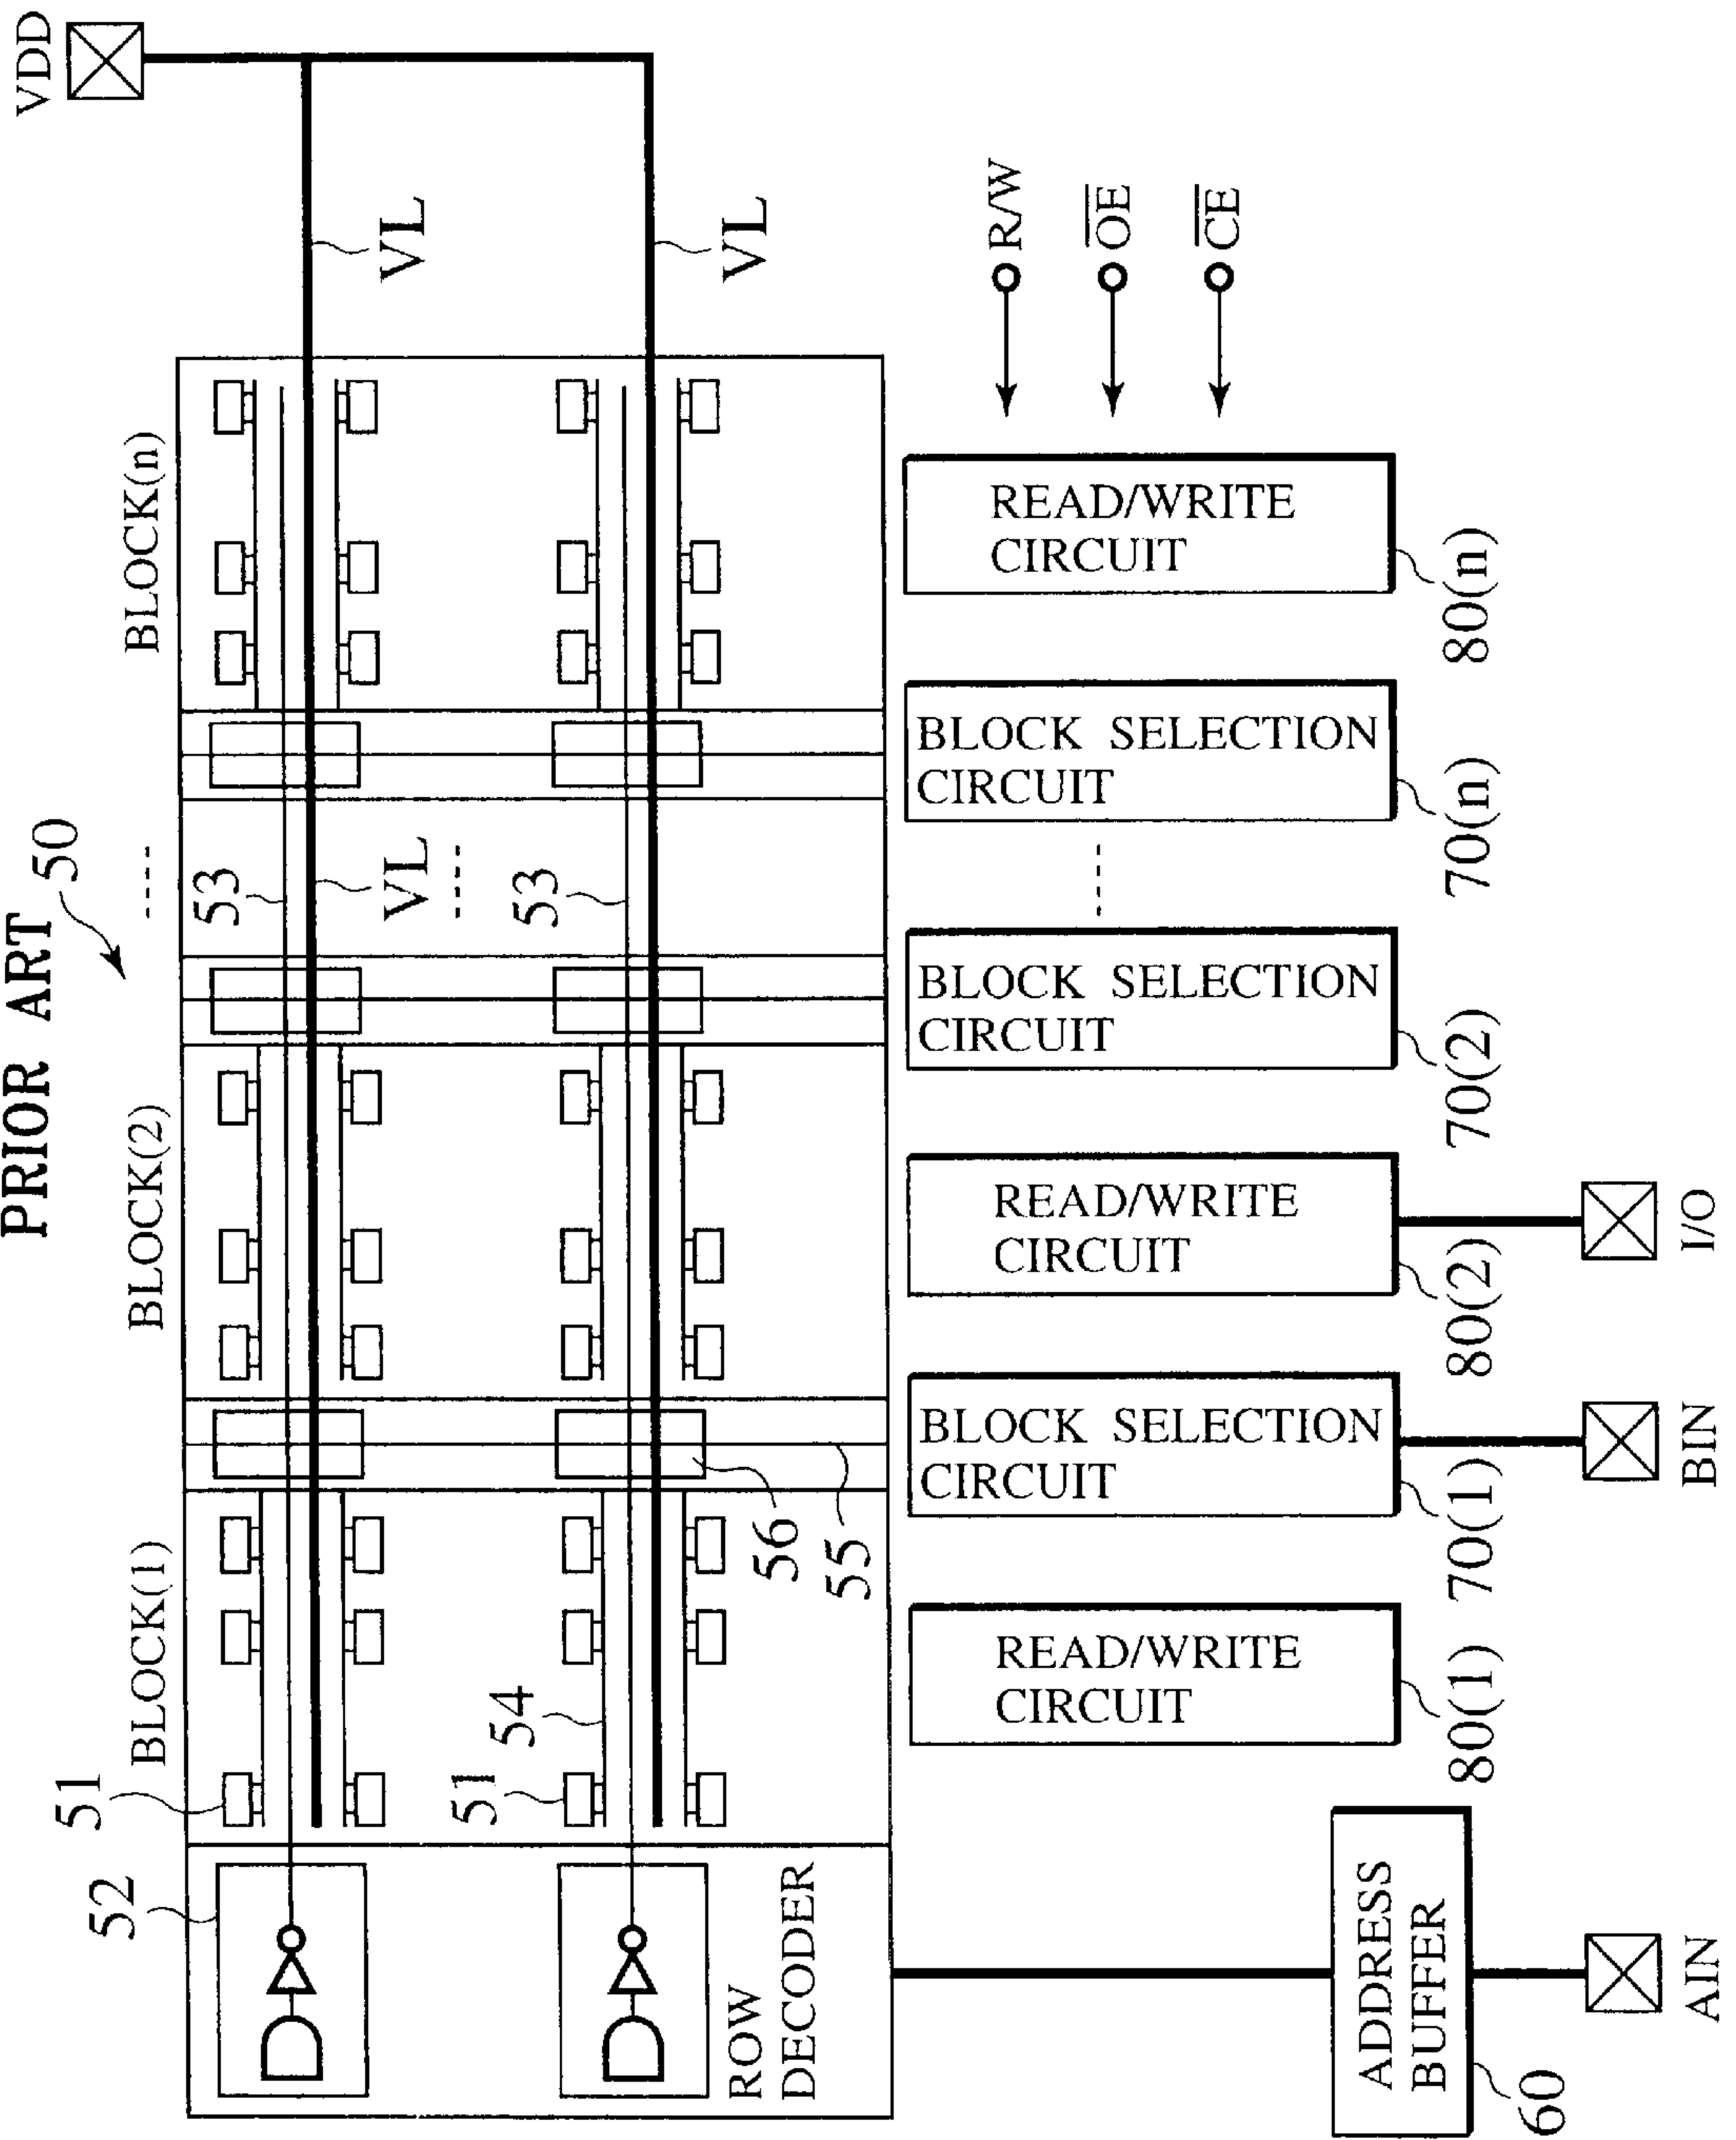 PRIOR ART
50
BLOCK(1)
BLOCK(2)
BLOCK(n)
VDD
51
52
53
VL
VL
51
54
53
VL
56
55
ROW
DECODER
R/W
OE
CE
READ/WRITE
CIRCUIT
80(1)
BLOCK SELECTION
CIRCUIT
70(1)
READ/WRITE
CIRCUIT
80(2)
BLOCK SELECTION
CIRCUIT
70(2)
BLOCK SELECTION
CIRCUIT
70(n)
READ/WRITE
CIRCUIT
80(n)
ADDRESS
BUFFER
60
AIN
BIN
I/O